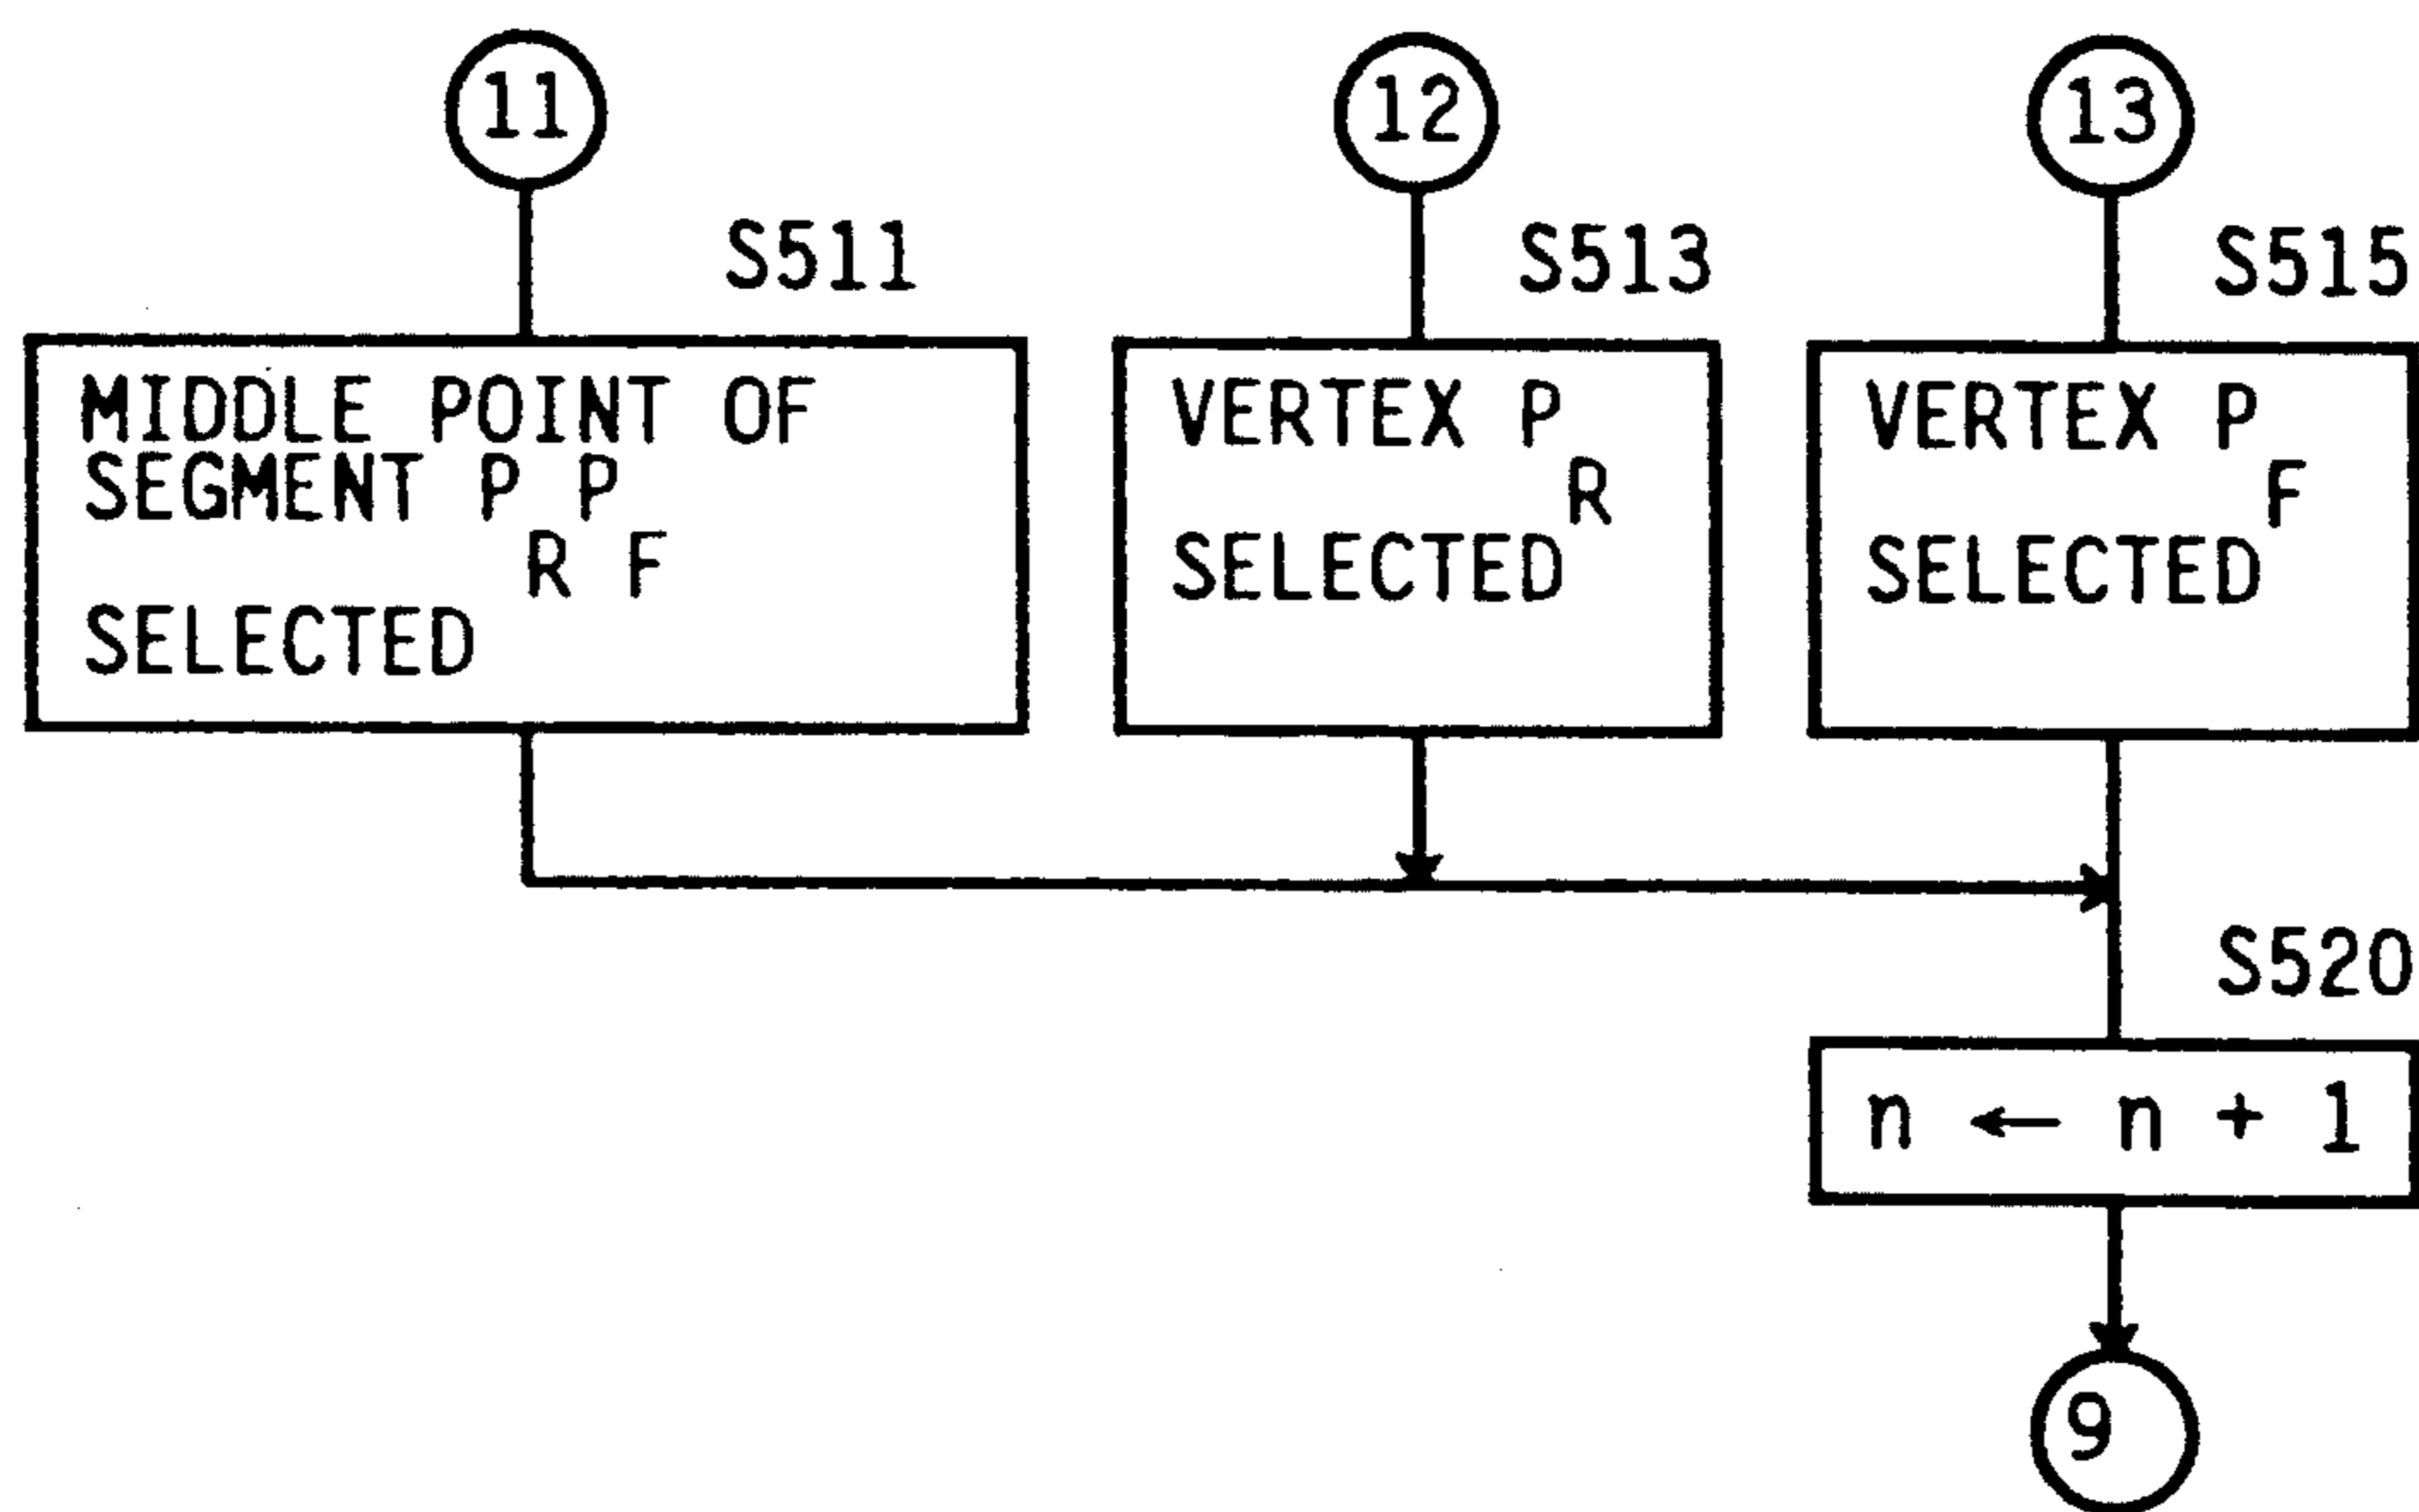 11
12
13
S511
S513
S515
MIDDLE POINT OF
SEGMENT P P
R F
SELECTED
VERTEX P
R
SELECTED
VERTEX P
F
SELECTED
S520
n ← n + 1
9